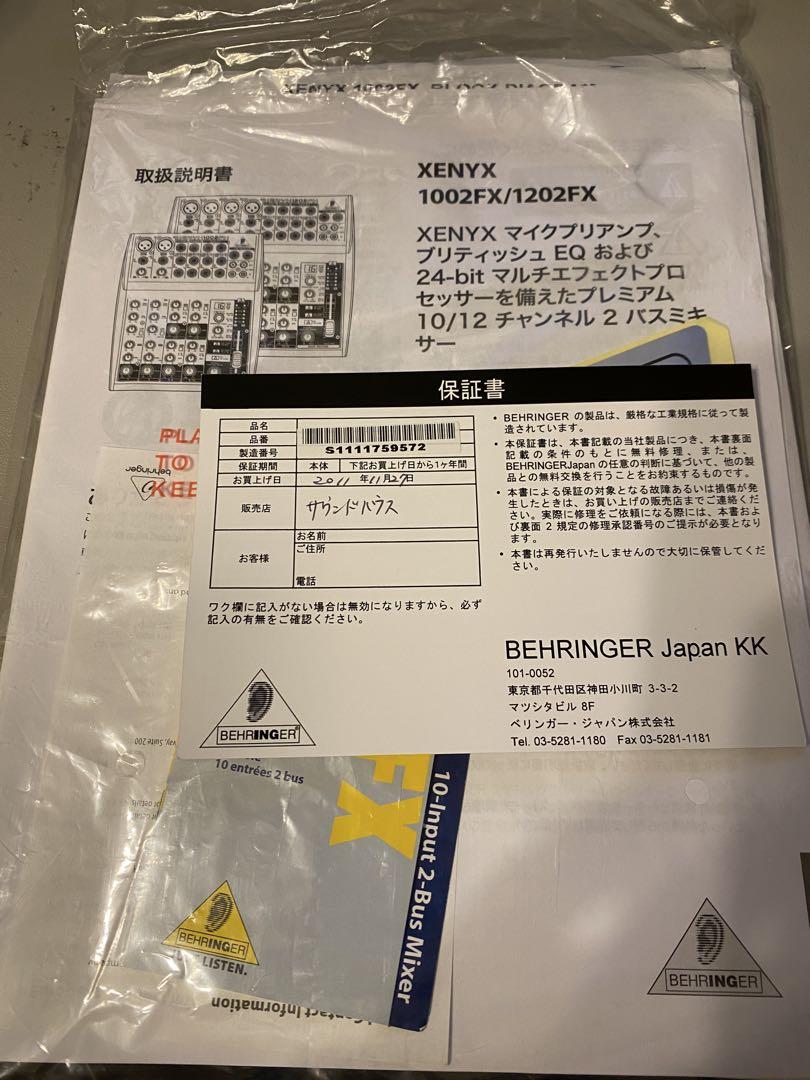 XENYX 1002FX BLOCK DIAGRAM
取扱説明書
XENYX
1002FX/1202FX
XENYX マイクプリアンプ、
ブリティッシュ EQ および
24-bit マルチエフェクトプロ
セッサーを備えたプレミアム
10/12 チャンネル 2 バスミキ
サー
PLA
TO
KEE
behringer
保証書
品名
品番
製造番号
S1111759572
保証期間 本体 下記お買上げ日から1ヶ年間
お買上げ日 2011 年 11月 27日
販売店 サウンドハウス
お客様
お名前
ご住所
電話
ワク欄に記入がない場合は無効になりますから、必ず
記入の有無をご確認ください。
• BEHRINGER の製品は、厳格な工業規格に従って製
造されています。
• 本保証書は、本書記載の当社製品につき、本書裏面
記載の条件のもとに無料修理、または、
BEHRINGERJapan の任意の判断に基づいて、他の製
品との無料交換を行うことをお約束するものです。
• 本書による保証の対象となる故障あるいは損傷が発
生したときは、お買い上げの販売店までご連絡くださ
い。実際に修理をご依頼になる際には、本書および
裏面 2 規定の修理承認番号のご提示が必要となりま
す。
• 本書は再発行いたしませんので大切に保管してくだ
さい。
BEHRINGER Japan KK
101-0052
東京都千代田区神田小川町 3-3-2
マツシタビル 8F
ベリンガー・ジャパン株式会社
Tel. 03-5281-1180 Fax 03-5281-1181
BEHRINGER
way, Suite 200
10 entrées 2 bus
FX
10-Input 2-Bus Mixer
BEHRINGER
LISTEN.
Contact Information
BEHRINGER